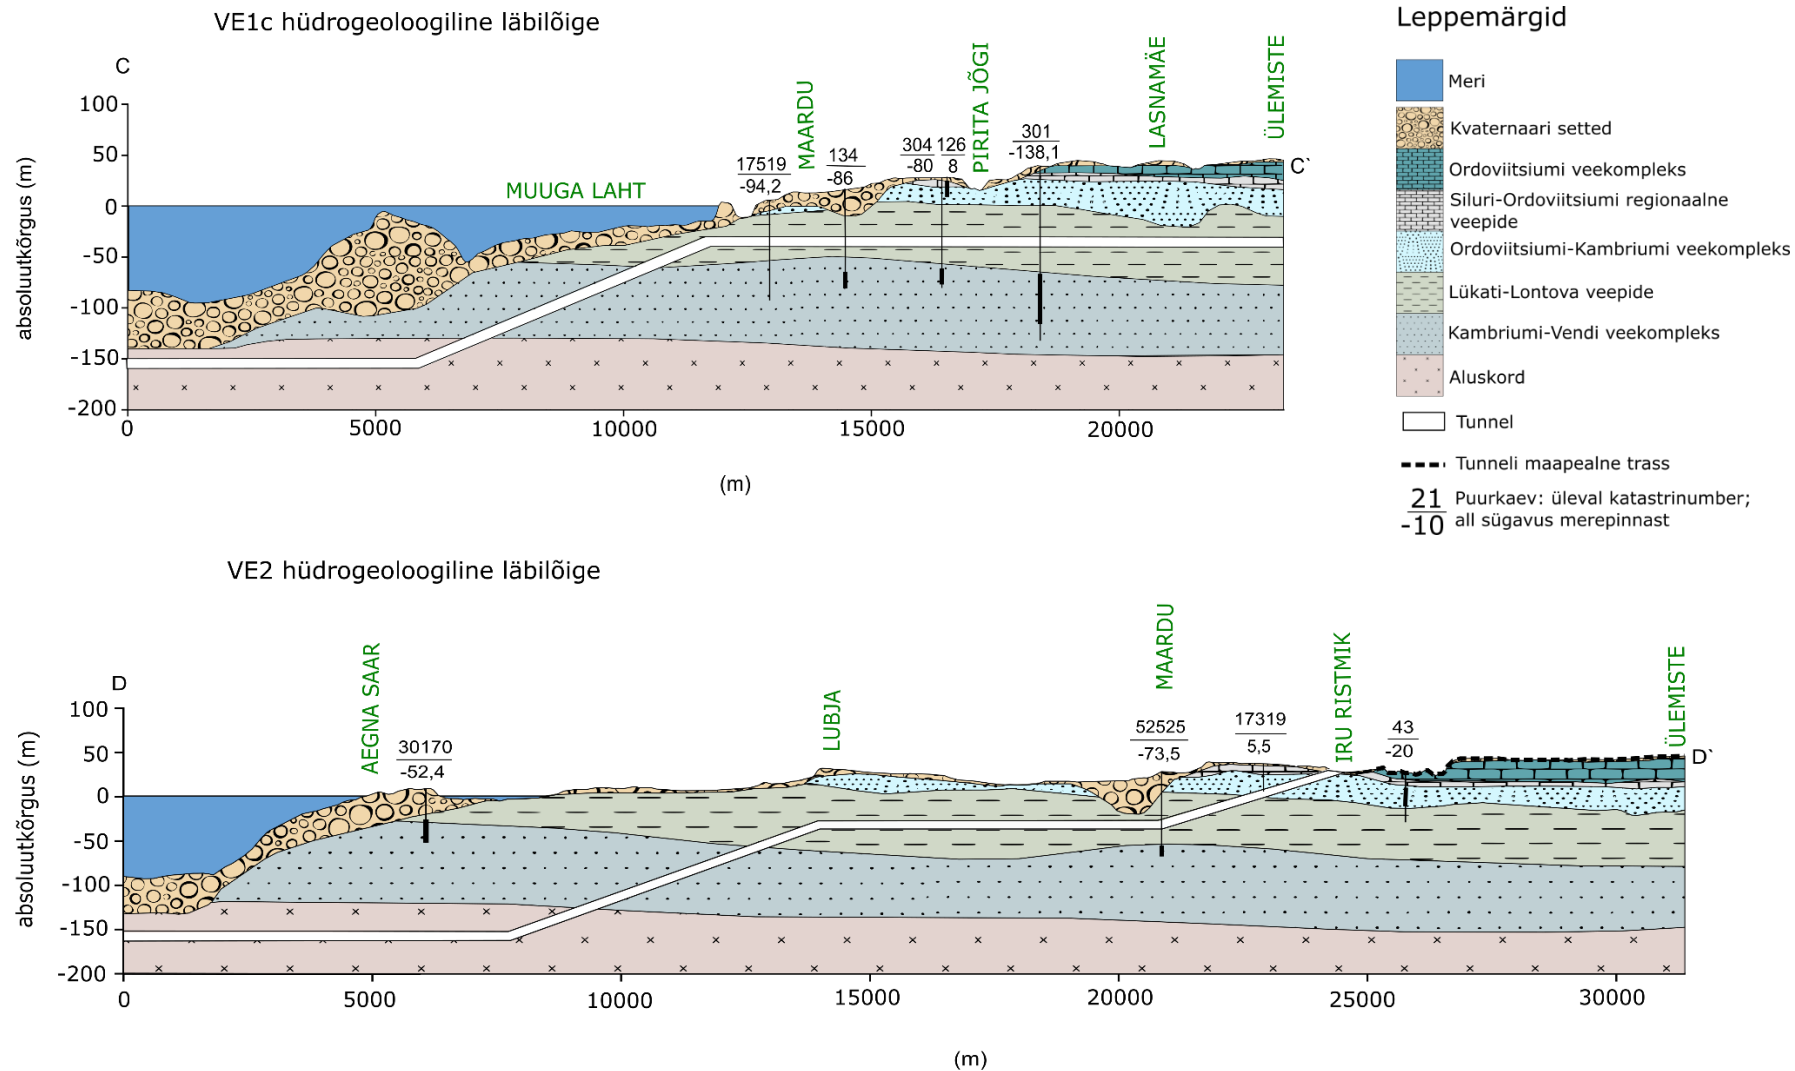 VE1c hüdrogeoloogiline läbilõige
C
absoluutkõrgus (m)
100
50
0
-50
-100
-150
-200
MUUGA LAHT
MAARDU
PIRITA JÕGI
LASNAMÄE
ÜLEMISTE
17519
-94,2
134
-86
304
-80
126
8
301
-138,1
C`
0
5000
10000
15000
20000
(m)
Leppemärgid
Meri
Kvaternaari setted
Ordoviitsiumi veekompleks
Siluri-Ordoviitsiumi regionaalne
veepide
Ordoviitsiumi-Kambriumi veekompleks
Lükati-Lontova veepide
Kambriumi-Vendi veekompleks
Aluskord
Tunnel
Tunneli maapealne trass
21
-10
Puurkaev: üleval katastrinumber;
all sügavus merepinnast
VE2 hüdrogeoloogiline läbilõige
D
absoluutkõrgus (m)
100
50
0
-50
-100
-150
-200
AEGNA SAAR
LUBJA
MAARDU
IRU RISTMIK
ÜLEMISTE
30170
-52,4
52525
-73,5
17319
5,5
43
-20
D`
0
5000
10000
15000
20000
25000
30000
(m)